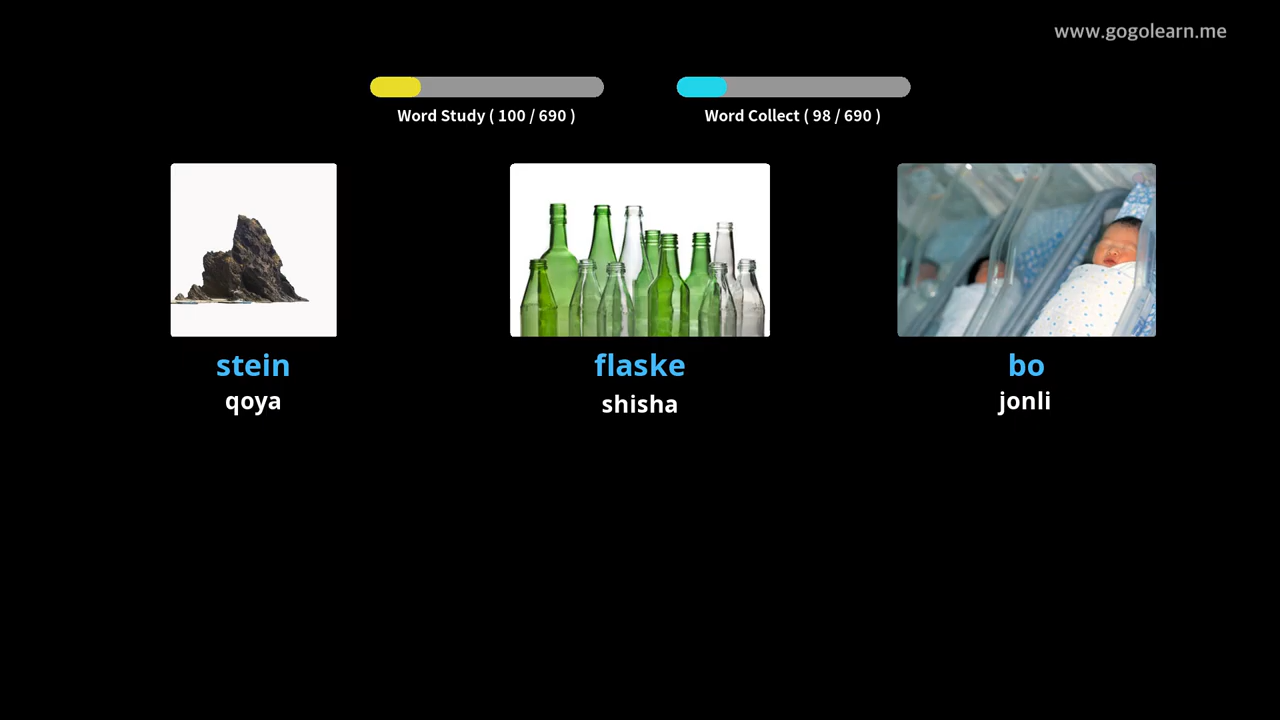 www.gogolearn.me
Word Study ( 100 / 690 )
Word Collect ( 98 / 690 )
stein
qoya
flaske
shisha
bo
jonli